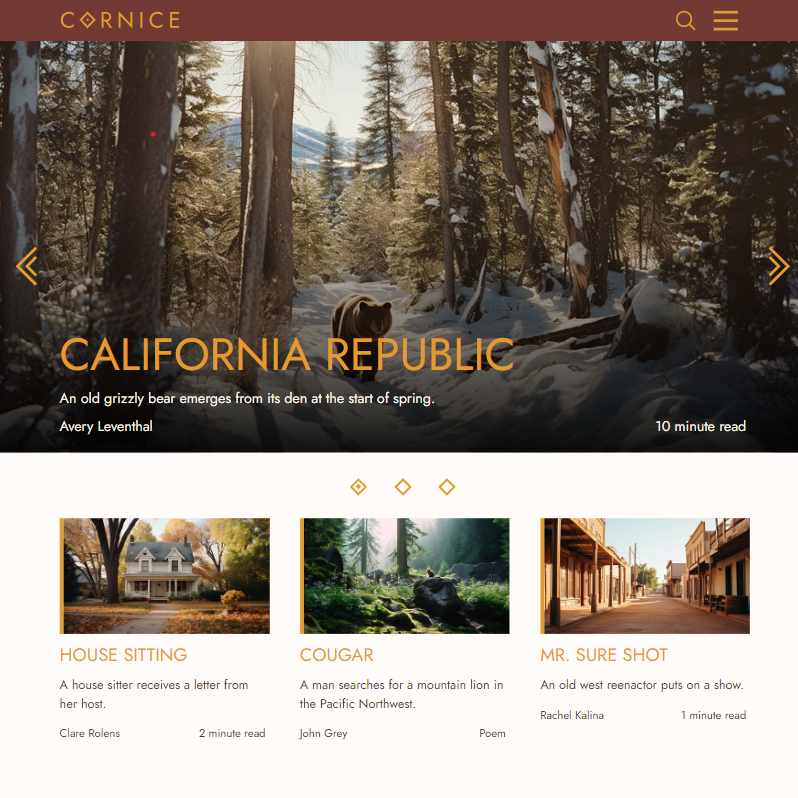 CORNICE
CALIFORNIA REPUBLIC
An old grizzly bear emerges from its den at the start of spring.
Avery Leventhal
10 minute read
HOUSE SITTING
A house sitter receives a letter from
her host.
Clare Rolens
2 minute read
COUGAR
A man searches for a mountain lion in
the Pacific Northwest.
John Grey
Poem
MR. SURE SHOT
An old west reenactor puts on a show.
Rachel Kalina
1 minute read